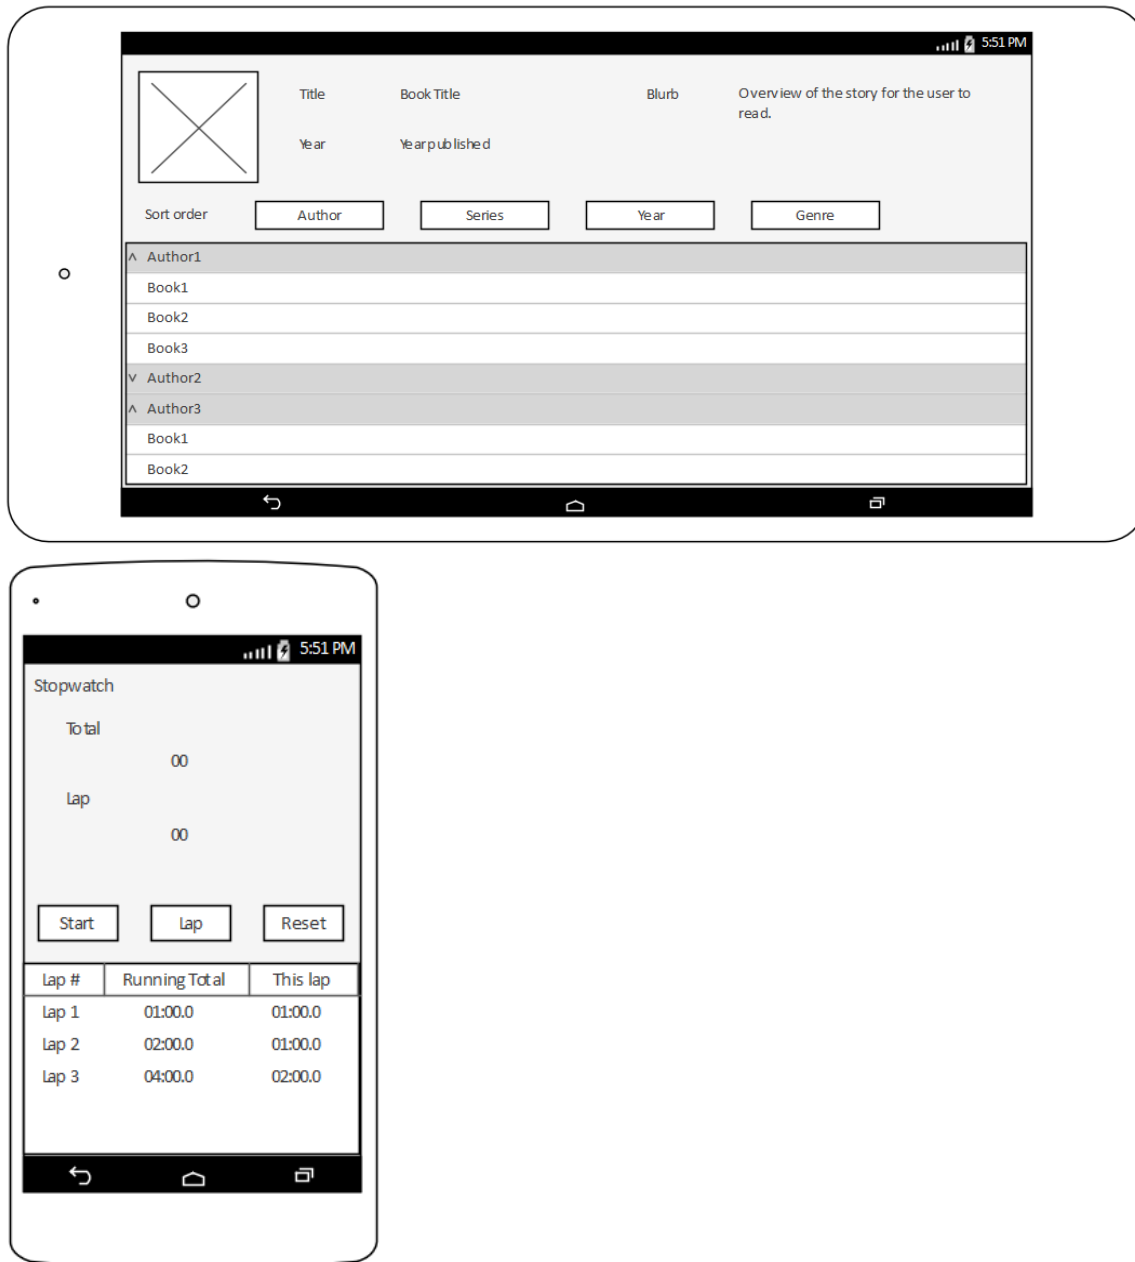 5:51 PM
Title Book Title Blurb Overview of the story for the user to
read.
Year Year published
Sort order Author Series Year Genre
^ Author1
Book1
Book2
Book3
v Author2
^ Author3
Book1
Book2
5:51 PM
Stopwatch
Total
00
Lap
00
Start Lap Reset
Lap # Running Total This lap
Lap 1 01:00.0 01:00.0
Lap 2 02:00.0 01:00.0
Lap 3 04:00.0 02:00.0